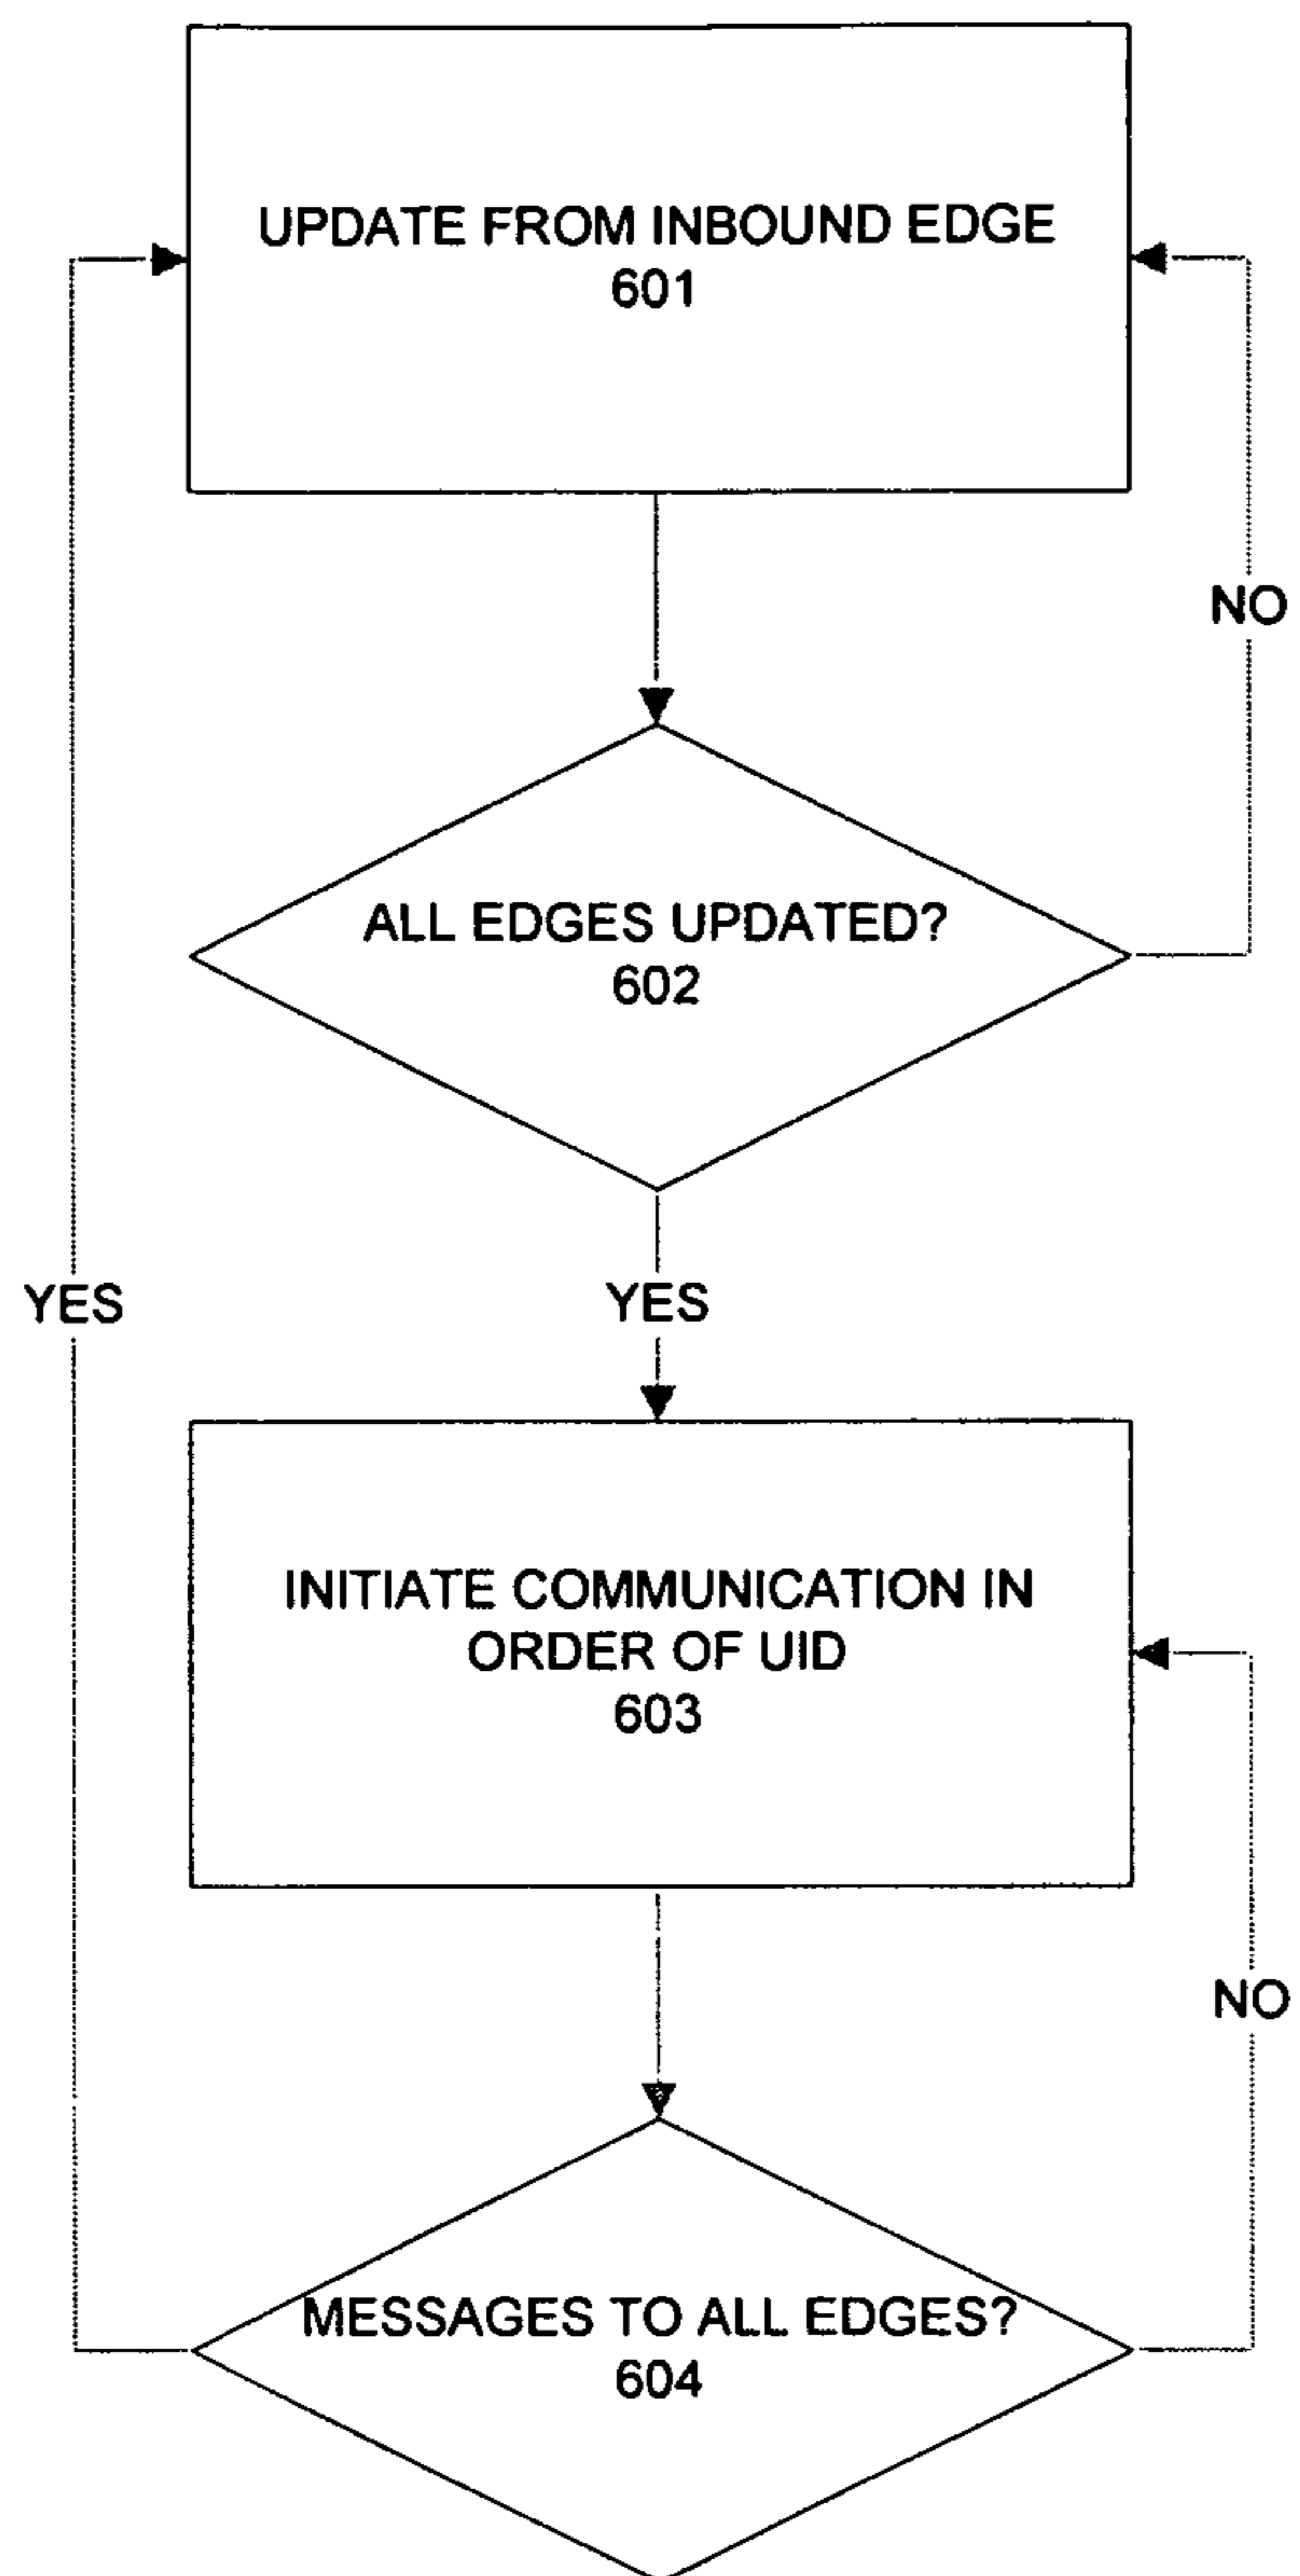 UPDATE FROM INBOUND EDGE
601
NO
ALL EDGES UPDATED?
602
YES
YES
INITIATE COMMUNICATION IN
ORDER OF UID
603
NO
MESSAGES TO ALL EDGES?
604